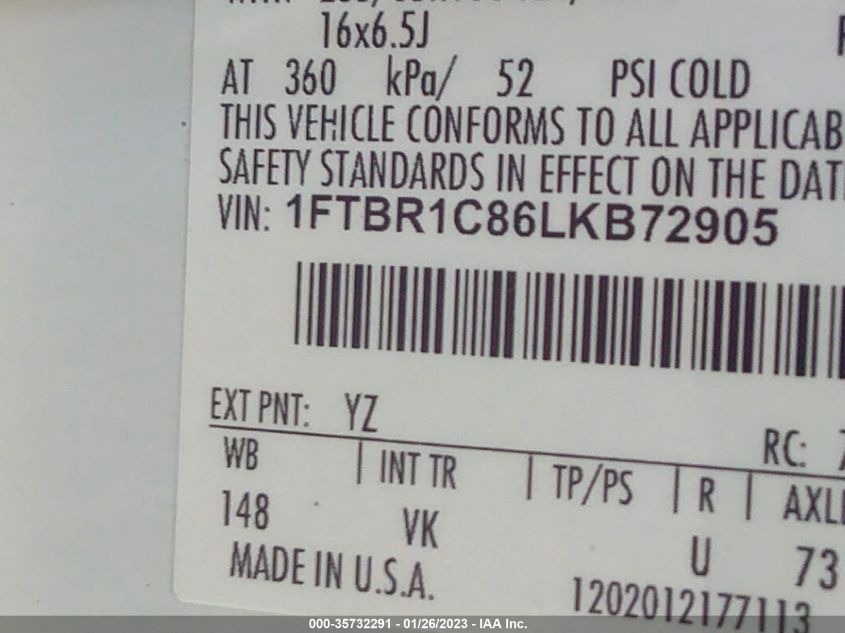 16x6.5J
AT 360 kPa/ 52 PSI COLD
THIS VEHICLE CONFORMS TO ALL APPLICAB
SAFETY STANDARDS IN EFFECT ON THE DAT
VIN: 1FTBR1C86LKB72905
EXT PNT: YZ
RC:
WB | INT TR | TP/PS | R | AXL
148 VK U 73
MADE IN U.S.A.
1202012177113
000-35732291 - 01/26/2023 - IAA Inc.